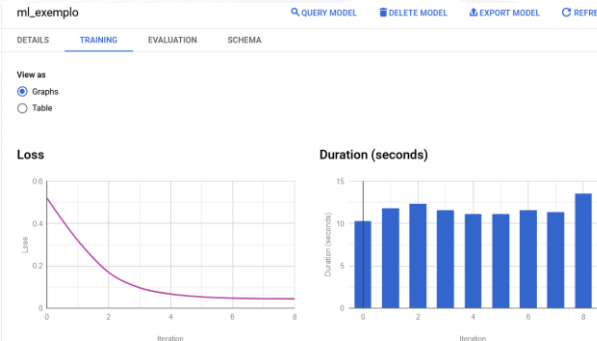 ml_exemplo QUERY MODEL DELETE MODEL EXPORT MODEL REFRE
DETAILS TRAINING EVALUATION SCHEMA
View as
Graphs
Table
Loss
0.6
0.4
0.2
0
Loss
0 2 4 6 8
Iteration
Duration (seconds)
15
10
5
0
Duration (seconds)
0 2 4 6 8
Iteration